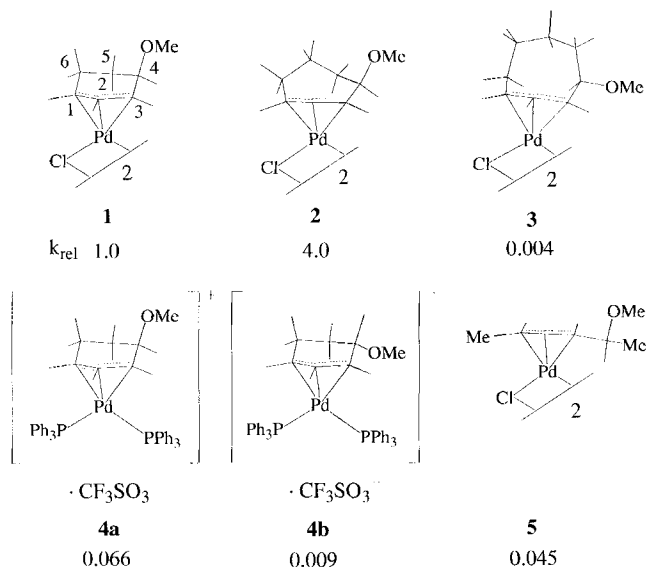 OMe
6 5 4
2
1 3
Pd
Cl
2
1
OMe
Pd
Cl
2
2
OMe
Pd
Cl
2
3
k_rel 1.0 4.0 0.004
OMe
Pd
Ph₃P PPh₃
+
· CF₃SO₃
4a
0.066
OMe
Pd
Ph₃P PPh₃
· CF₃SO₃
4b
0.009
OMe
Me Me
Pd
Cl
2
5
0.045